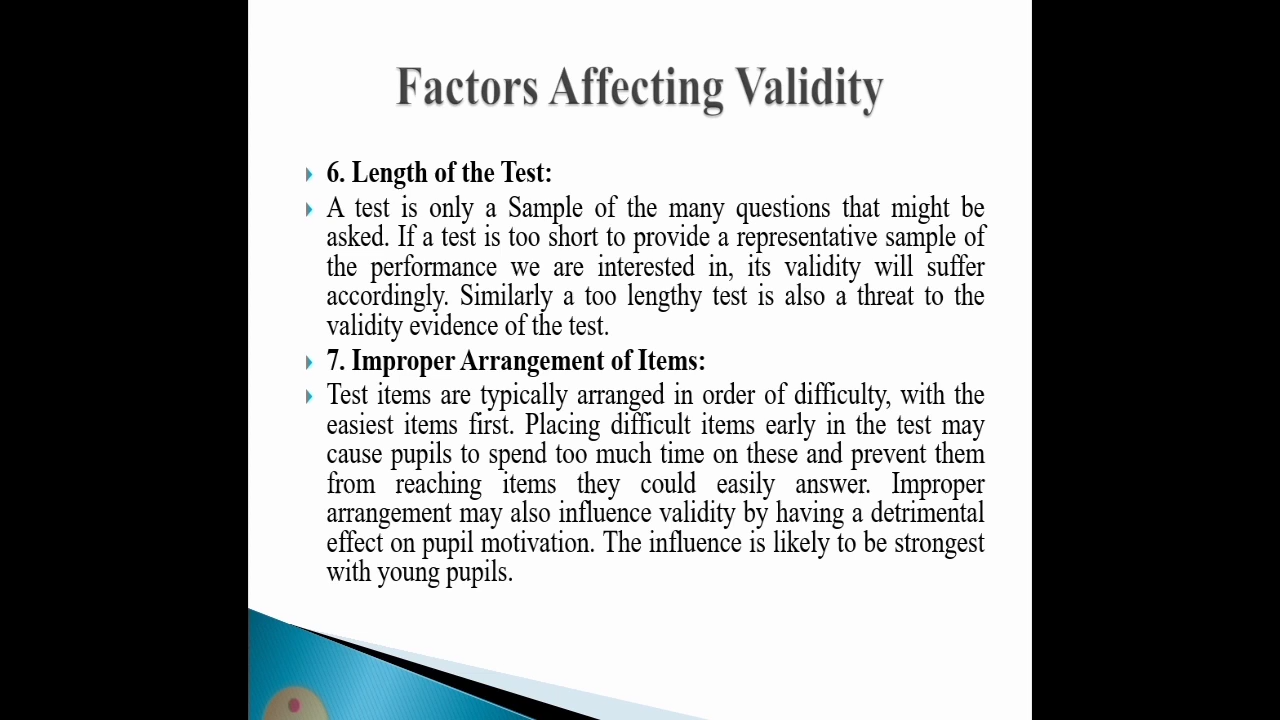 Factors Affecting Validity
6. Length of the Test:
A test is only a Sample of the many questions that might be
asked. If a test is too short to provide a representative sample of
the performance we are interested in, its validity will suffer
accordingly. Similarly a too lengthy test is also a threat to the
validity evidence of the test.
7. Improper Arrangement of Items:
Test items are typically arranged in order of difficulty, with the
easiest items first. Placing difficult items early in the test may
cause pupils to spend too much time on these and prevent them
from reaching items they could easily answer. Improper
arrangement may also influence validity by having a detrimental
effect on pupil motivation. The influence is likely to be strongest
with young pupils.